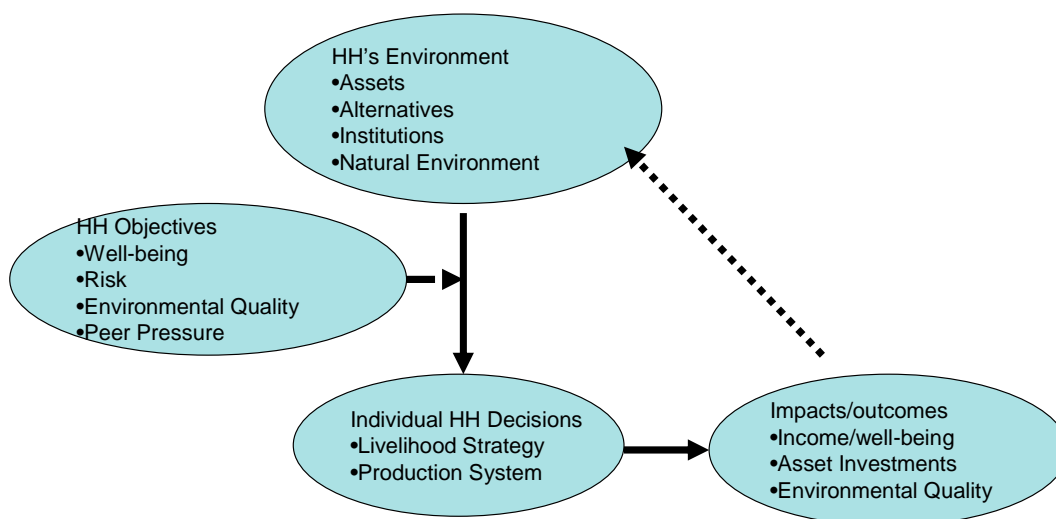 HH’s Environment
•Assets
•Alternatives
•Institutions
•Natural Environment
HH Objectives
•Well-being
•Risk
•Environmental Quality
•Peer Pressure
Individual HH Decisions
•Livelihood Strategy
•Production System
Impacts/outcomes
•Income/well-being
•Asset Investments
•Environmental Quality